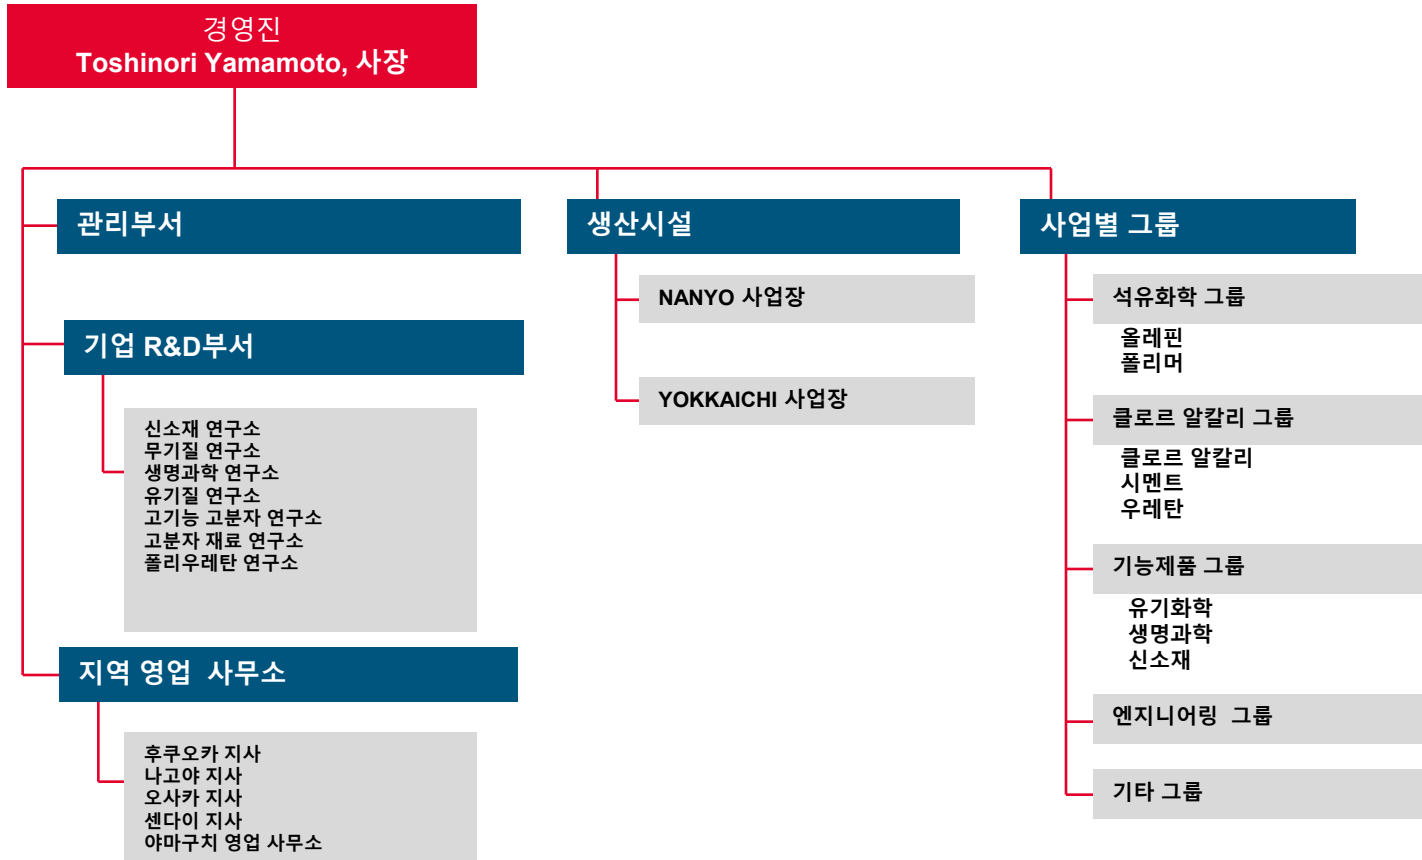 경영진
Toshinori Yamamoto, 사장
관리부서
기업 R&D부서
신소재 연구소
무기질 연구소
생명과학 연구소
유기질 연구소
고기능 고분자 연구소
고분자 재료 연구소
폴리우레탄 연구소
지역 영업 사무소
후쿠오카 지사
나고야 지사
오사카 지사
센다이 지사
야마구치 영업 사무소
생산시설
NANYO 사업장
YOKKAICHI 사업장
사업별 그룹
석유화학 그룹
올레핀
폴리머
클로르 알칼리 그룹
클로르 알칼리
시멘트
우레탄
기능제품 그룹
유기화학
생명과학
신소재
엔지니어링 그룹
기타 그룹